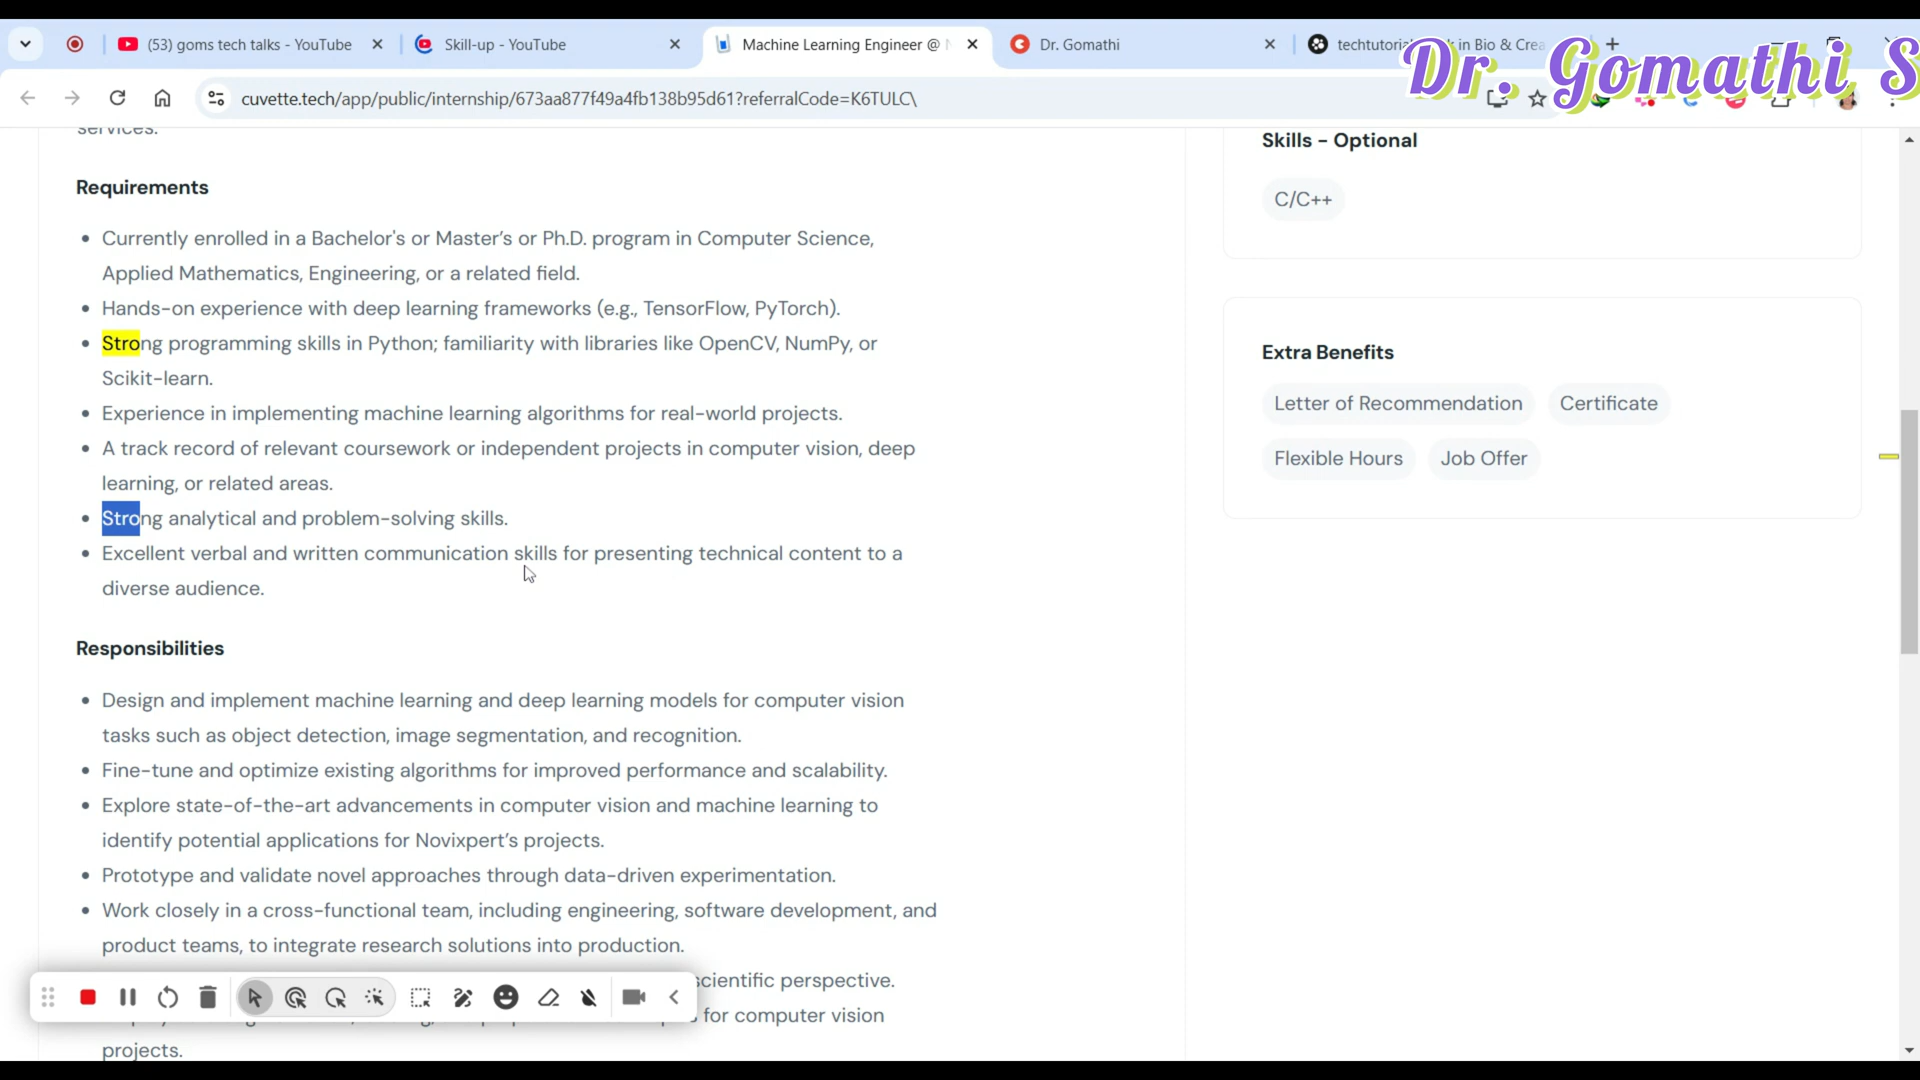 (53) goms tech talks - YouTube
Skill-up - YouTube
Machine Learning Engineer @
Dr. Gomathi
techtutorial
in Bio & Crea
Dr. Gomathi S
cuvette.tech/app/public/internship/673aa877f49a4fb138b95d61?referralCode=K6TULC\
services.
Requirements
Currently enrolled in a Bachelor's or Master's or Ph.D. program in Computer Science,
Applied Mathematics, Engineering, or a related field.
Hands-on experience with deep learning frameworks (e.g., TensorFlow, PyTorch).
Strong programming skills in Python; familiarity with libraries like OpenCV, NumPy, or
Scikit-learn.
Experience in implementing machine learning algorithms for real-world projects.
A track record of relevant coursework or independent projects in computer vision, deep
learning, or related areas.
Strong analytical and problem-solving skills.
Excellent verbal and written communication skills for presenting technical content to a
diverse audience.
Responsibilities
Design and implement machine learning and deep learning models for computer vision
tasks such as object detection, image segmentation, and recognition.
Fine-tune and optimize existing algorithms for improved performance and scalability.
Explore state-of-the-art advancements in computer vision and machine learning to
identify potential applications for Novixpert's projects.
Prototype and validate novel approaches through data-driven experimentation.
Work closely in a cross-functional team, including engineering, software development, and
product teams, to integrate research solutions into production.
scientific perspective.
for computer vision
projects.
Skills - Optional
C/C++
Extra Benefits
Letter of Recommendation
Certificate
Flexible Hours
Job Offer